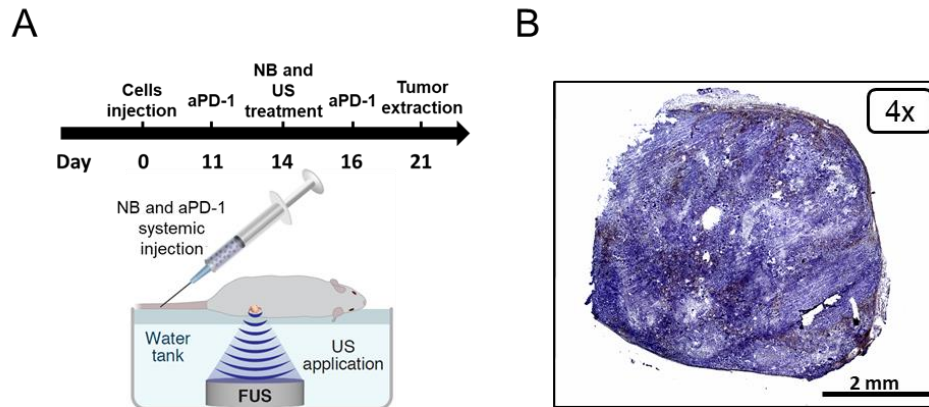 A
Cells
injection
aPD-1
NB and
US
treatment
aPD-1
Tumor
extraction
Day 0 11 14 16 21
NB and aPD-1
systemic
injection
Water
tank
US
application
FUS
B
4x
2 mm